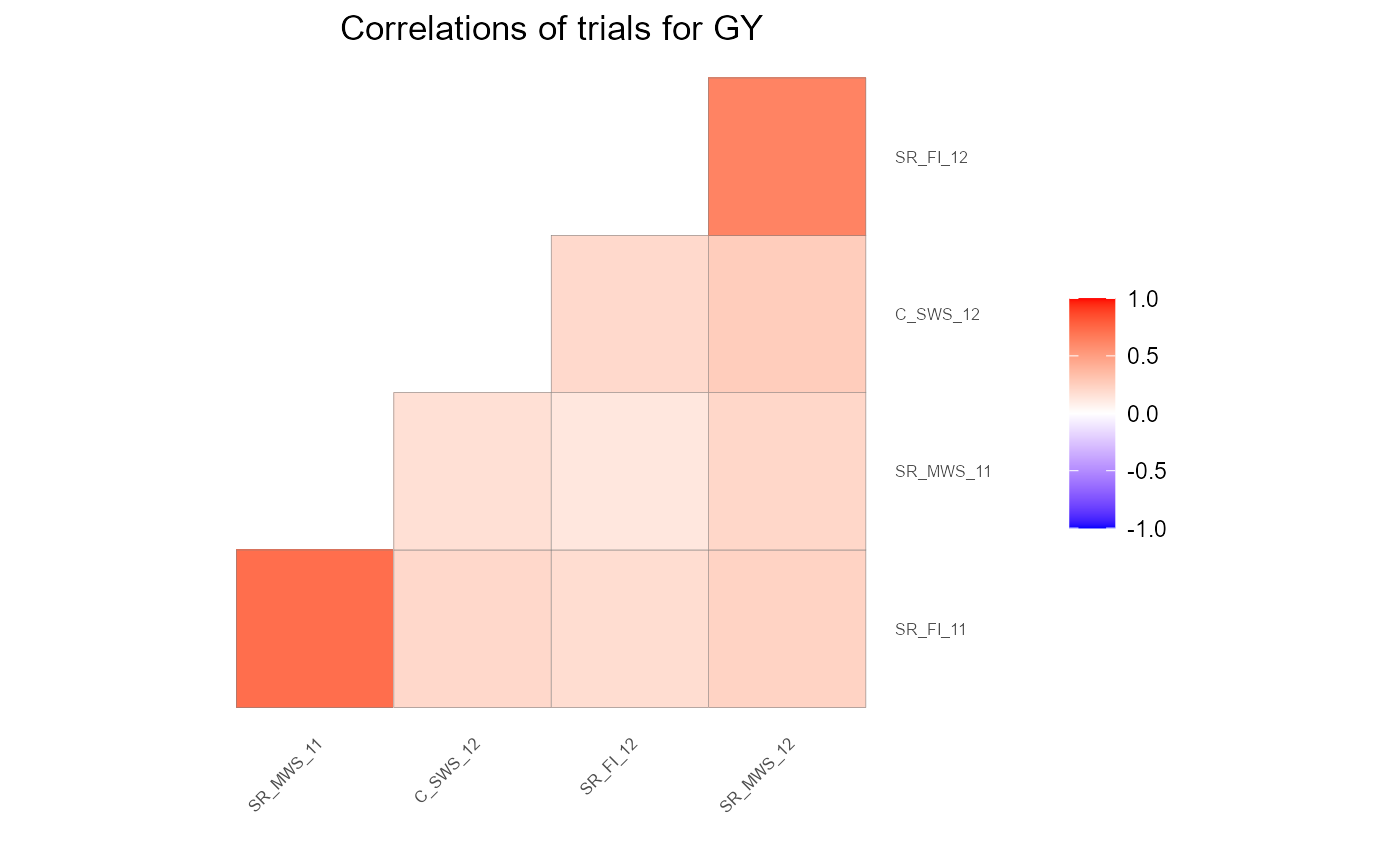 Correlations of trials for GY
SR_FI_12
C_SWS_12
SR_MWS_11
SR_FI_11
1.0
0.5
0.0
-0.5
-1.0
SR_MWS_11
C_SWS_12
SR_FI_12
SR_MWS_12